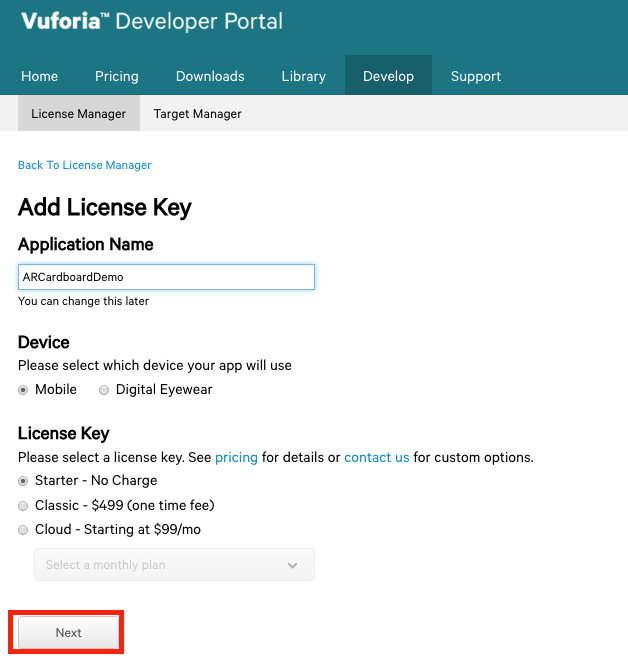 Vuforia™ Developer Portal
Home Pricing Downloads Library Develop Support
License Manager Target Manager
Back To License Manager
Add License Key
Application Name
ARCardboardDemo
You can change this later
Device
Please select which device your app will use
Mobile Digital Eyewear
License Key
Please select a license key. See pricing for details or contact us for custom options.
Starter - No Charge
Classic - $499 (one time fee)
Cloud - Starting at $99/mo
Select a monthly plan
Next